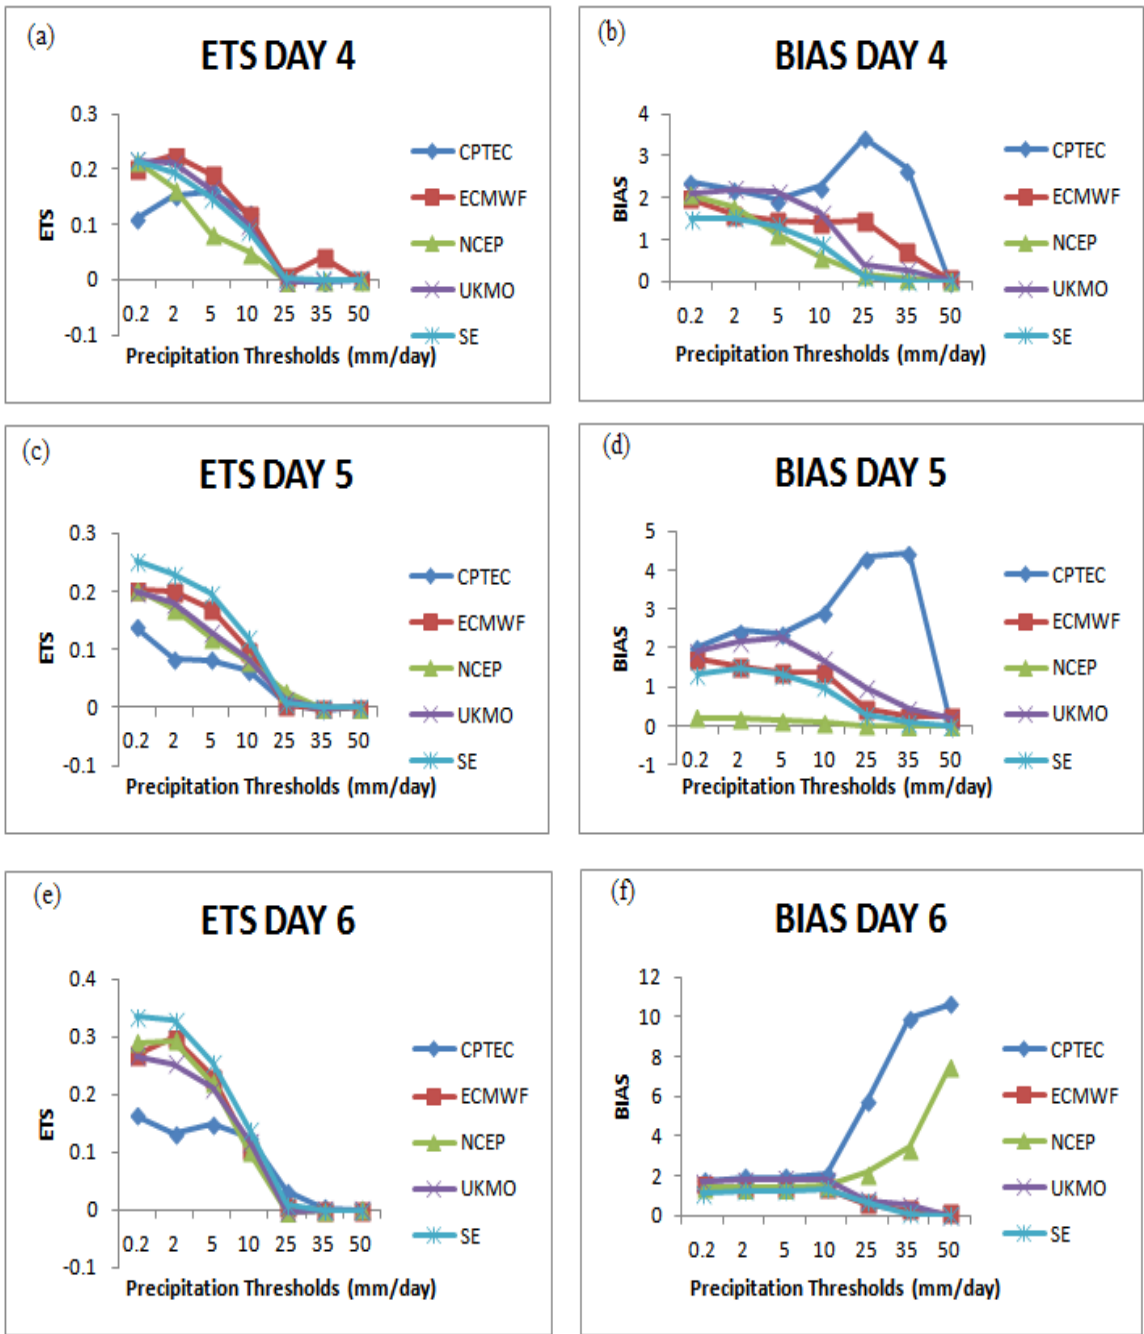 (a)
ETS DAY 4
0.3
0.2
0.1
0
-0.1
ETS
0.2 2 5 10 25 35 50
Precipitation Thresholds (mm/day)
CPTEC
ECMWF
NCEP
UKMO
SE
(b)
BIAS DAY 4
4
3
2
1
0
BIAS
0.2 2 5 10 25 35 50
Precipitation Thresholds (mm/day)
CPTEC
ECMWF
NCEP
UKMO
SE
(c)
ETS DAY 5
0.3
0.2
0.1
0
-0.1
ETS
0.2 2 5 10 25 35 50
Precipitation Thresholds (mm/day)
CPTEC
ECMWF
NCEP
UKMO
SE
(d)
BIAS DAY 5
5
4
3
2
1
0
-1
BIAS
0.2 2 5 10 25 35 50
Precipitation Thresholds (mm/day)
CPTEC
ECMWF
NCEP
UKMO
SE
(e)
ETS DAY 6
0.4
0.3
0.2
0.1
0
-0.1
ETS
0.2 2 5 10 25 35 50
Precipitation Thresholds (mm/day)
CPTEC
ECMWF
NCEP
UKMO
SE
(f)
BIAS DAY 6
12
10
8
6
4
2
0
BIAS
0.2 2 5 10 25 35 50
Precipitation Thresholds (mm/day)
CPTEC
ECMWF
NCEP
UKMO
SE